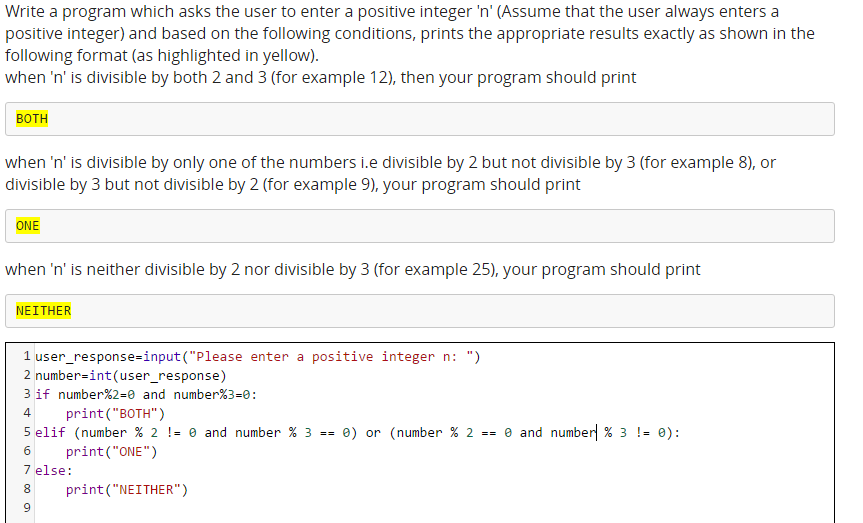 Write a program which asks the user to enter a positive integer 'n' (Assume that the user always enters a
positive integer) and based on the following conditions, prints the appropriate results exactly as shown in the
following format (as highlighted in yellow).
when 'n' is divisible by both 2 and 3 (for example 12), then your program should print
BOTH
when 'n' is divisible by only one of the numbers i.e divisible by 2 but not divisible by 3 (for example 8), or
divisible by 3 but not divisible by 2 (for example 9), your program should print
ONE
when 'n' is neither divisible by 2 nor divisible by 3 (for example 25), your program should print
NEITHER
1 user_response=input("Please enter a positive integer n: ")
2 number=int(user_response)
3 if number%2=0 and number%3=0:
4     print("BOTH")
5 elif (number % 2 != 0 and number % 3 == 0) or (number % 2 == 0 and number % 3 != 0):
6     print("ONE")
7 else:
8     print("NEITHER")
9